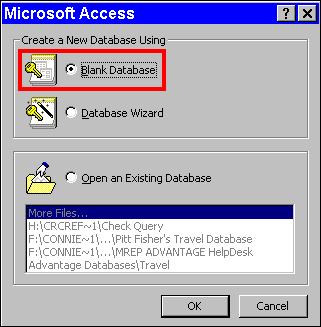 Microsoft Access
Create a New Database Using
Blank Database
Database Wizard
Open an Existing Database
More Files...
H:\CRCREF~1\Check Query
F:\CONNIE~1\...\Pitt Fisher's Travel Database
F:\CONNIE~1\...\MREP ADVANTAGE HelpDesk
Advantage Databases\Travel
OK
Cancel